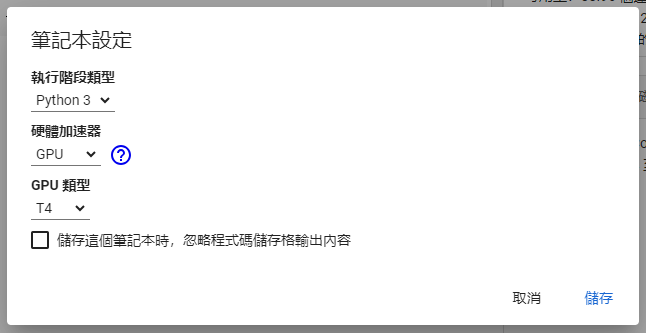 筆記本設定
執行階段類型
Python 3
硬體加速器
GPU
GPU 類型
T4
儲存這個筆記本時，忽略程式碼儲存格輸出內容
取消
儲存